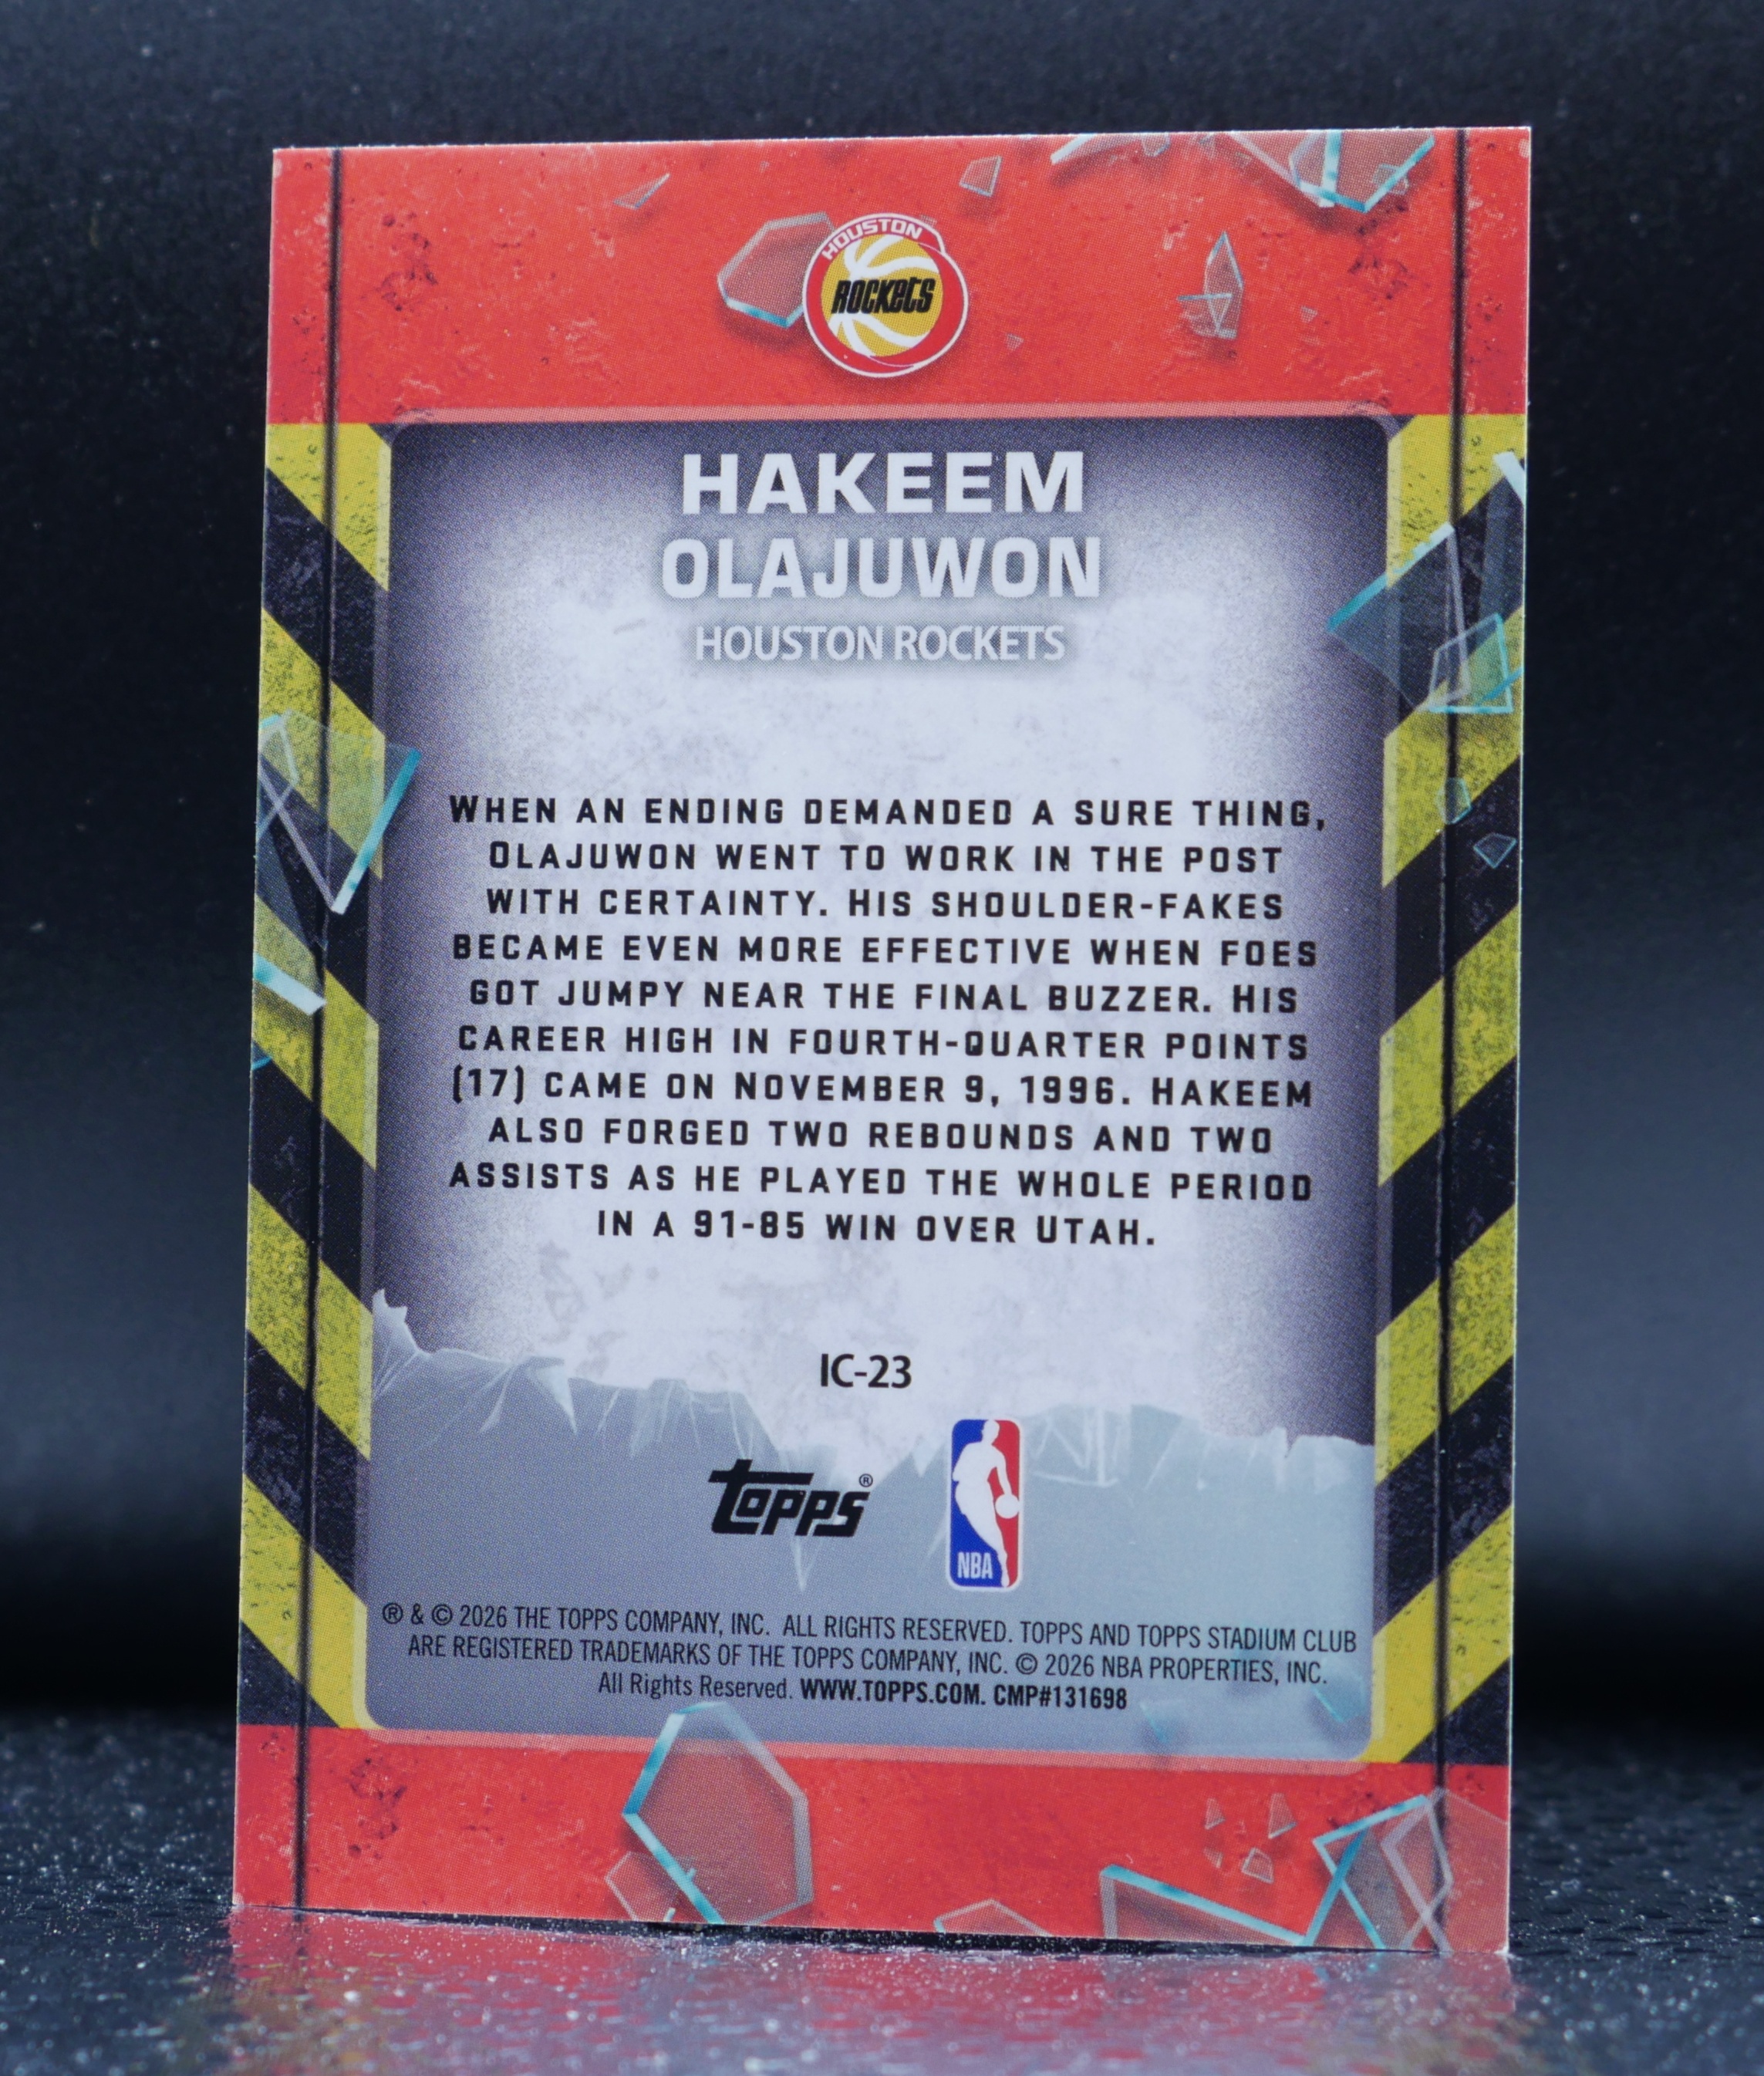 HOUSTON
ROCKETS
HAKEEM
OLAJUWON
HOUSTON ROCKETS
WHEN AN ENDING DEMANDED A SURE THING,
OLAJUWON WENT TO WORK IN THE POST
WITH CERTAINTY. HIS SHOULDER-FAKES
BECAME EVEN MORE EFFECTIVE WHEN FOES
GOT JUMPY NEAR THE FINAL BUZZER. HIS
CAREER HIGH IN FOURTH-QUARTER POINTS
(17) CAME ON NOVEMBER 9, 1996. HAKEEM
ALSO FORGED TWO REBOUNDS AND TWO
ASSISTS AS HE PLAYED THE WHOLE PERIOD
IN A 91-85 WIN OVER UTAH.
IC-23
topps®
NBA
® & © 2026 THE TOPPS COMPANY, INC. ALL RIGHTS RESERVED. TOPPS AND TOPPS STADIUM CLUB
ARE REGISTERED TRADEMARKS OF THE TOPPS COMPANY, INC. © 2026 NBA PROPERTIES, INC.
All Rights Reserved. WWW.TOPPS.COM. CMP#131698